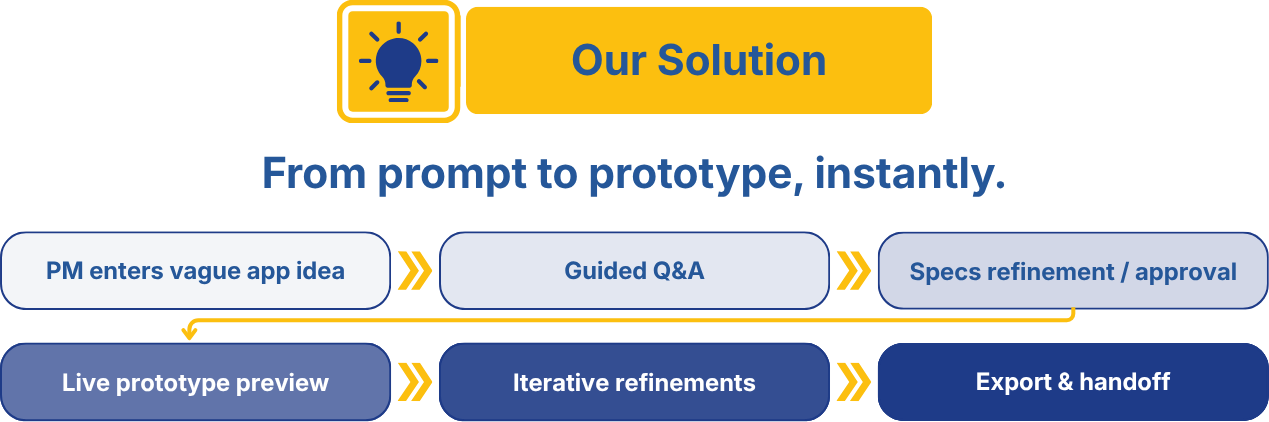 Our Solution
From prompt to prototype, instantly.
PM enters vague app idea
Guided Q&A
Specs refinement / approval
Live prototype preview
Iterative refinements
Export & handoff